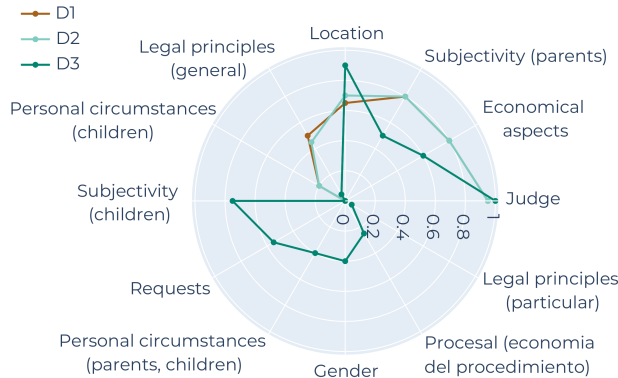 D1
D2
D3
Location
Subjectivity (parents)
Economical
aspects
Judge
Legal principles
(particular)
Procesal (economia
del procedimiento)
Gender
Personal circumstances
(parents, children)
Requests
Subjectivity
(children)
Personal circumstances
(children)
Legal principles
(general)
0
0.2
0.4
0.6
0.8
1